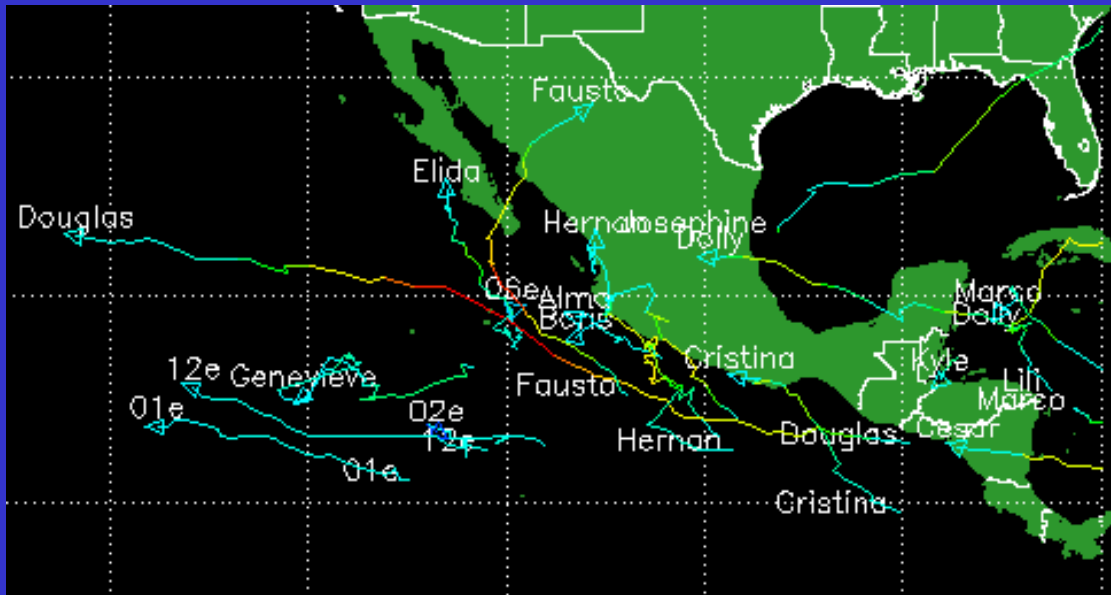 Fausto
Elida
Douglas
Hernan
Josephine
Dolly
06e
Alma
Boris
Marco
Dolly
12e
Genevieve
Cristina
Kyle
Fausto
Lili
01e
02e
Marco
12e
Hernan
Douglas
Cesar
01e
Cristina